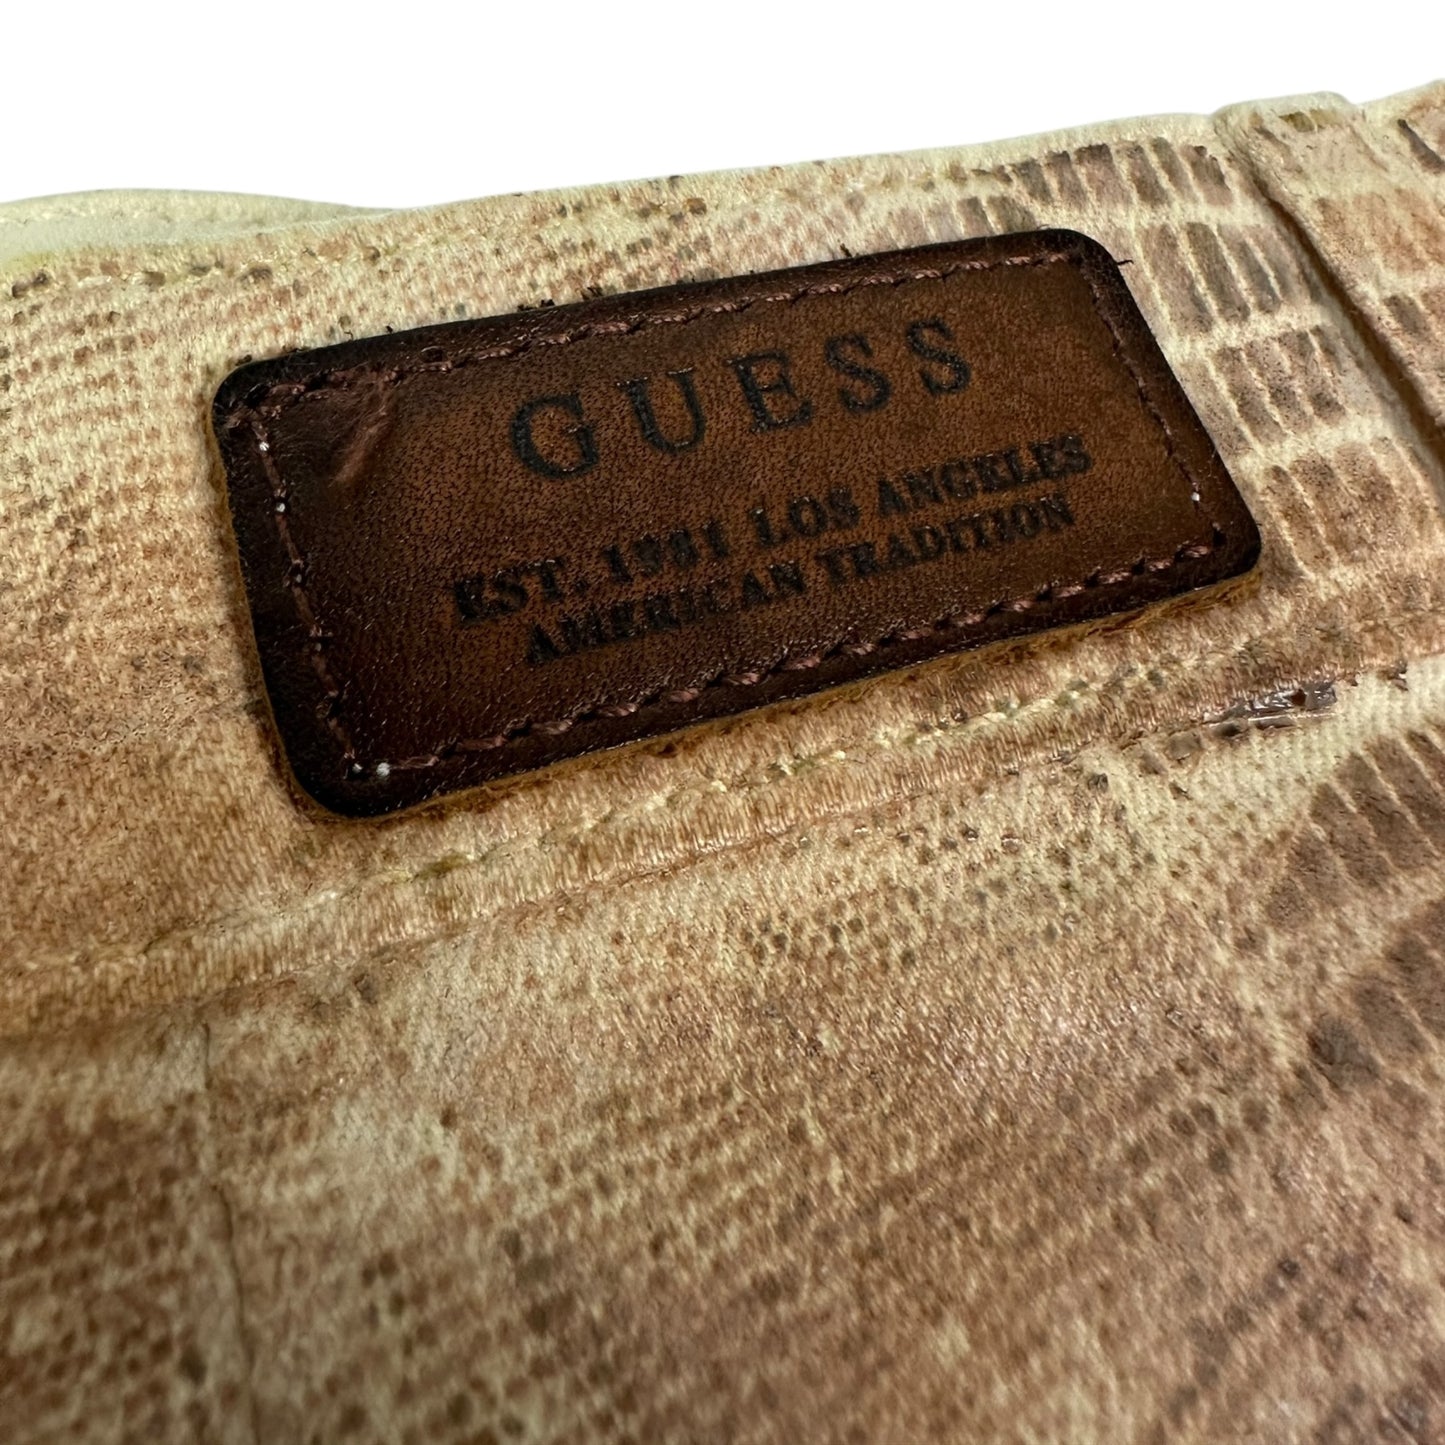 GUESS
EST. 1981 LOS ANGELES
AMERICAN TRADITION